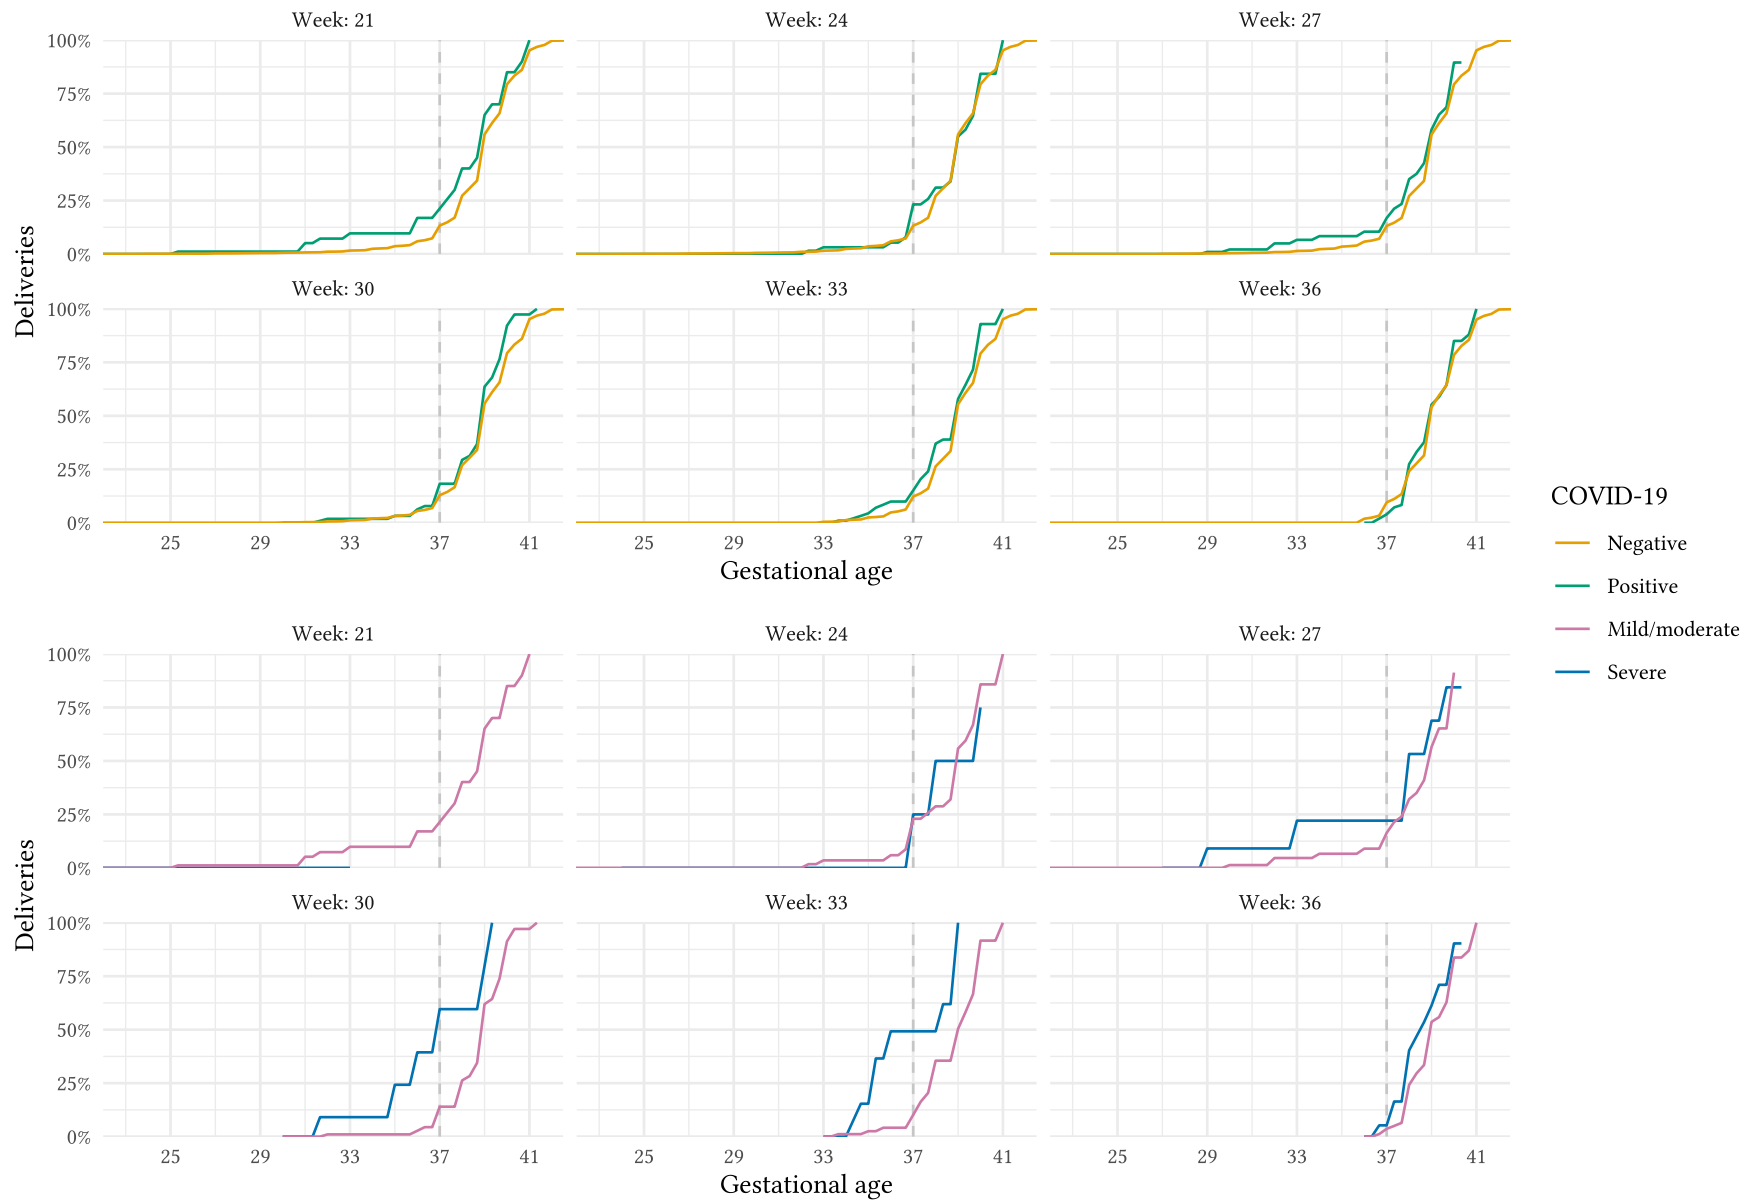 Week: 21 Week: 24 Week: 27
100%
75%
50%
25%
0%
Week: 30 Week: 33 Week: 36
100%
75%
50%
25%
0%
25 29 33 37 41 25 29 33 37 41 25 29 33 37 41
Gestational age
Deliveries
Week: 21 Week: 24 Week: 27
100%
75%
50%
25%
0%
Week: 30 Week: 33 Week: 36
100%
75%
50%
25%
0%
25 29 33 37 41 25 29 33 37 41 25 29 33 37 41
Gestational age
Deliveries
COVID-19
Negative
Positive
Mild/moderate
Severe